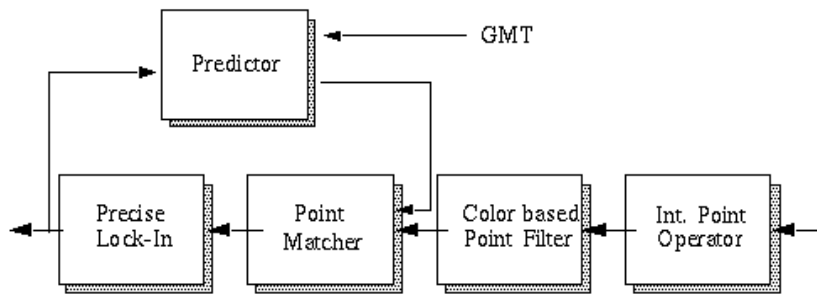 GMT
Predictor
Precise
Lock-In
Point
Matcher
Color based
Point Filter
Int. Point
Operator